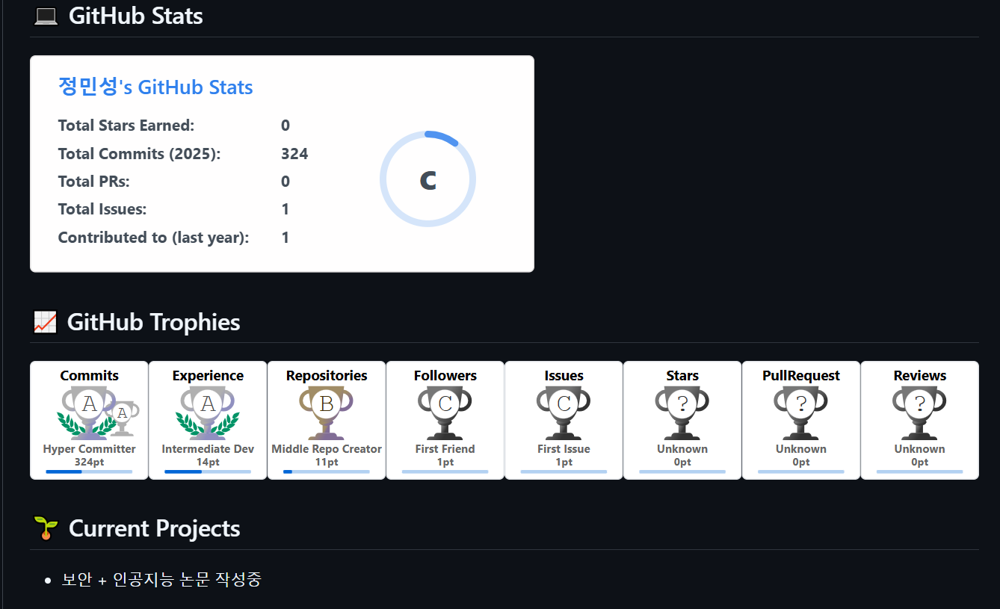 GitHub Stats
정민성's GitHub Stats
Total Stars Earned: 0
Total Commits (2025): 324
Total PRs: 0
Total Issues: 1
Contributed to (last year): 1
C
GitHub Trophies
Commits Experience Repositories Followers Issues Stars PullRequest Reviews
A A A B C C ? ? ?
Hyper Committer Intermediate Dev Middle Repo Creator First Friend First Issue Unknown Unknown Unknown
324pt 14pt 11pt 1pt 1pt 0pt 0pt 0pt
Current Projects
• 보안 + 인공지능 논문 작성중